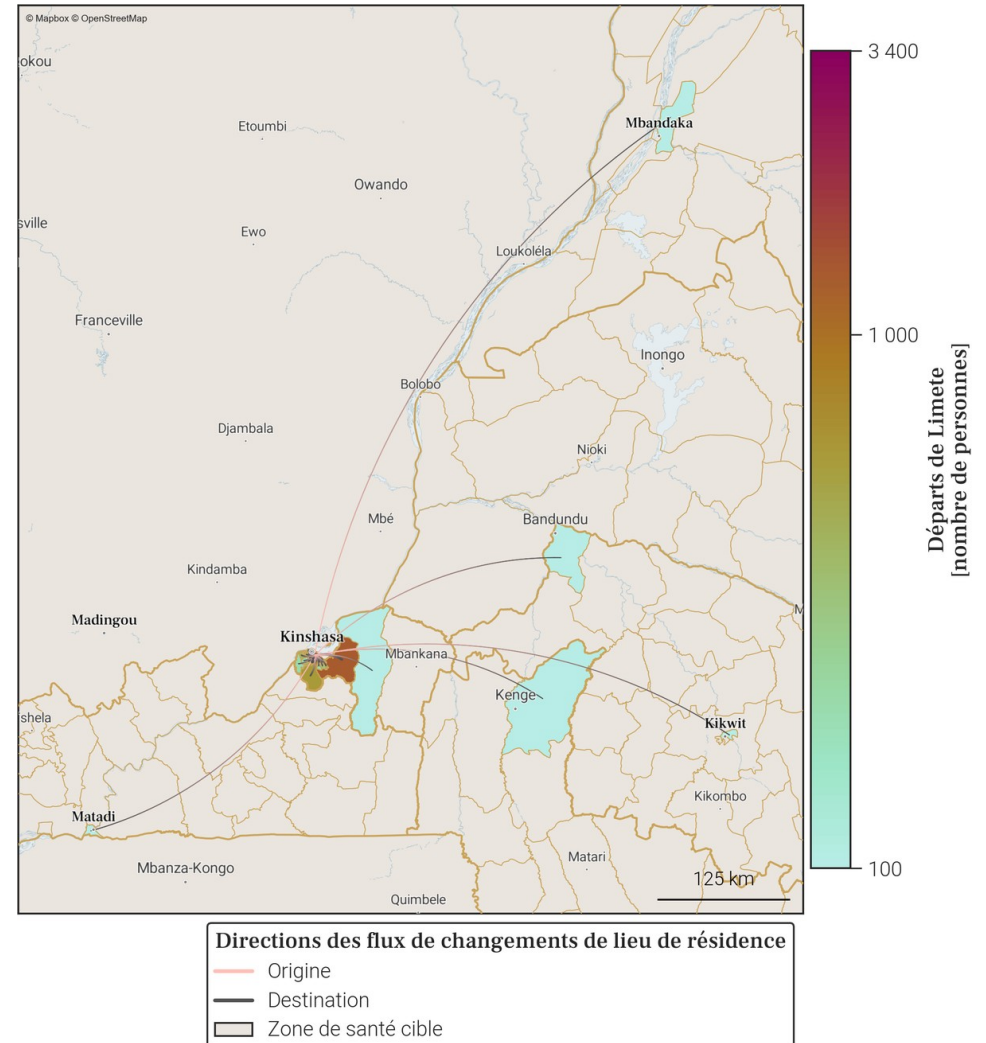 © Mapbox © OpenStreetMap
okou
Mbandaka
Etoumbi
Owando
sville
Ewo
Loukoléla
Franceville
Inongo
Bolobo
Djambala
Nioki
Mbé
Bandundu
Kindamba
Madingou
Kinshasa
Mbankana
Kenge
shela
Kikwit
Kikombo
Matadi
Matari
Mbanza-Kongo
125 km
Quimbele
M
3 400
1 000
100
Départs de Limete
[nombre de personnes]
Directions des flux de changements de lieu de résidence
Origine
Destination
Zone de santé cible